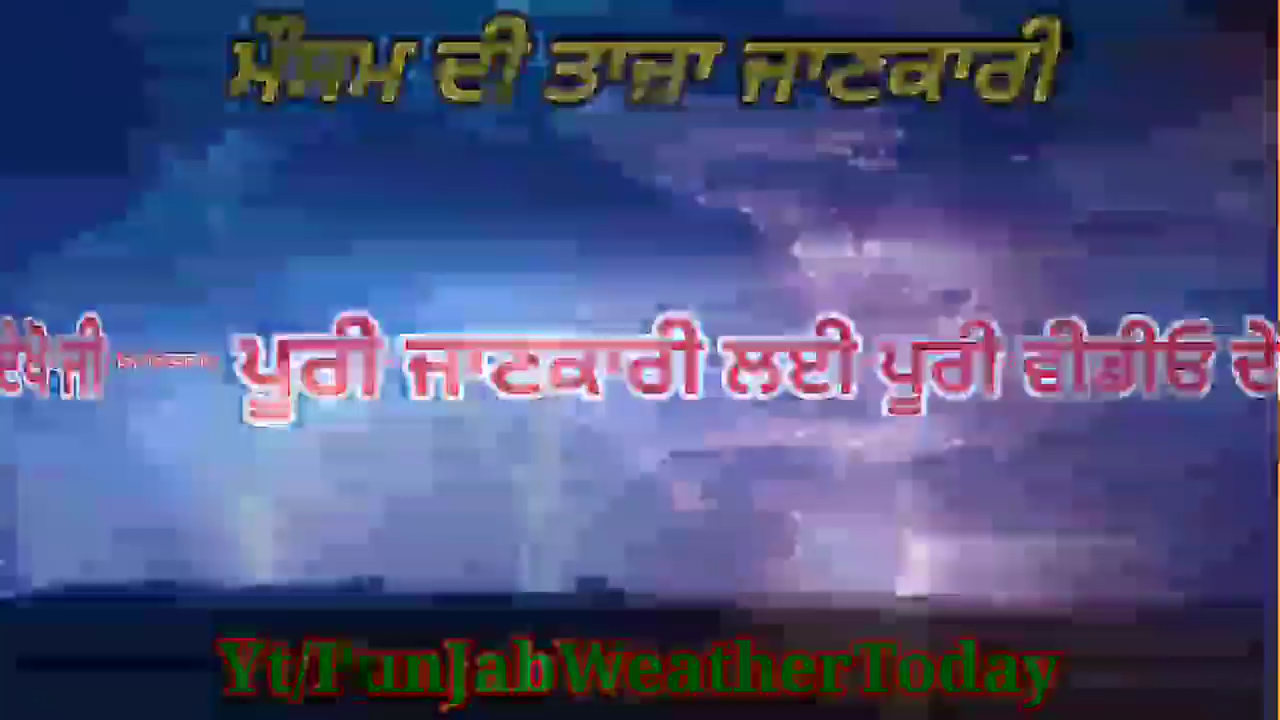 ਮੌਸਮ ਦੀ ਤਾਜ਼ਾ ਜਾਣਕਾਰੀ
ਦੇਖੋ ਜੀ ਪੂਰੀ ਜਾਣਕਾਰੀ ਲਈ ਪੂਰੀ ਵੀਡੀਓ ਦੇ
Yt/PunJabWeatherToday